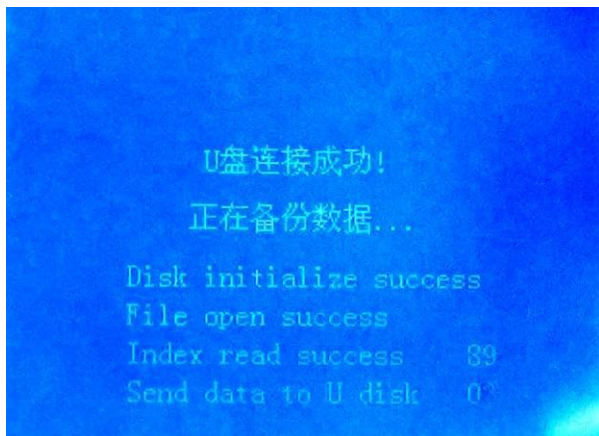 U盘连接成功!
正在备份数据...
Disk initialize success
File open success
Index read success 89
Send data to U disk